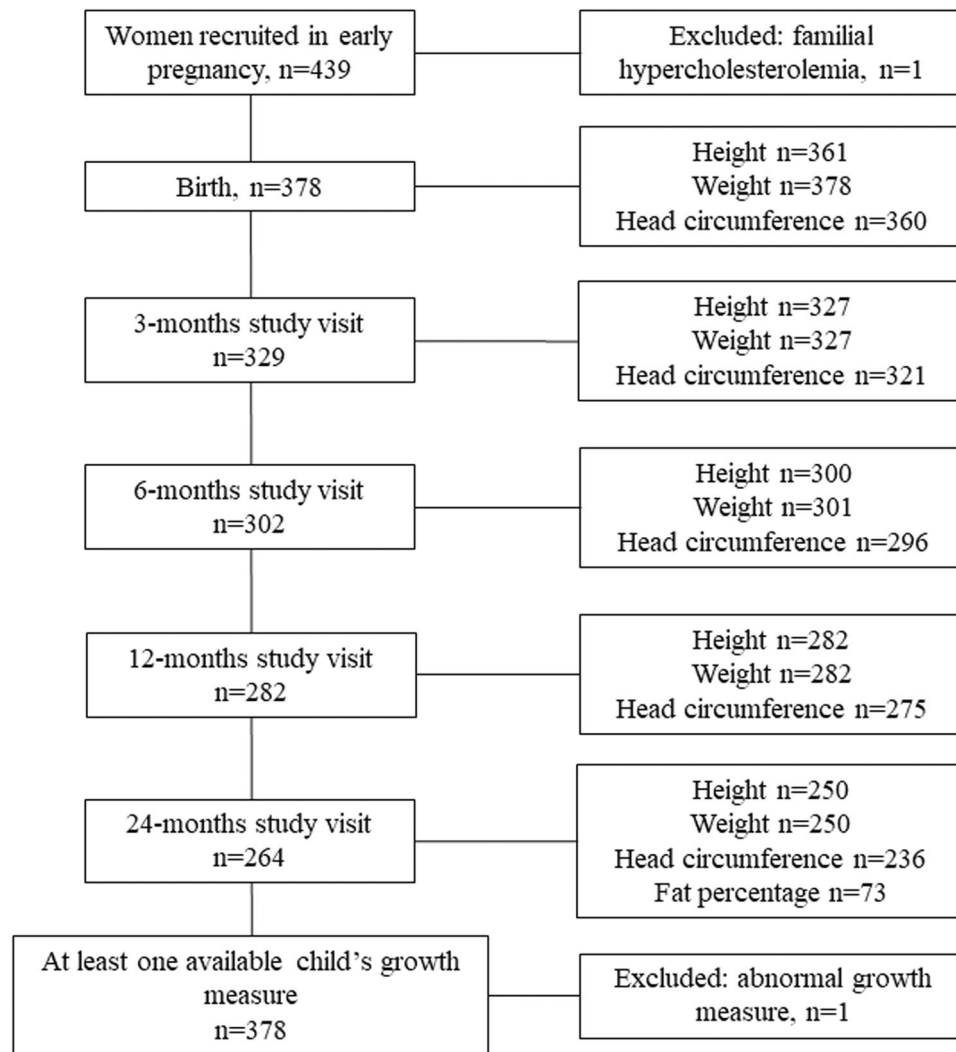 Women recruited in early
pregnancy, n=439
Excluded: familial
hypercholesterolemia, n=1
Birth, n=378
Height n=361
Weight n=378
Head circumference n=360
3-months study visit
n=329
Height n=327
Weight n=327
Head circumference n=321
6-months study visit
n=302
Height n=300
Weight n=301
Head circumference n=296
12-months study visit
n=282
Height n=282
Weight n=282
Head circumference n=275
24-months study visit
n=264
Height n=250
Weight n=250
Head circumference n=236
Fat percentage n=73
At least one available child’s growth
measure
n=378
Excluded: abnormal growth
measure, n=1